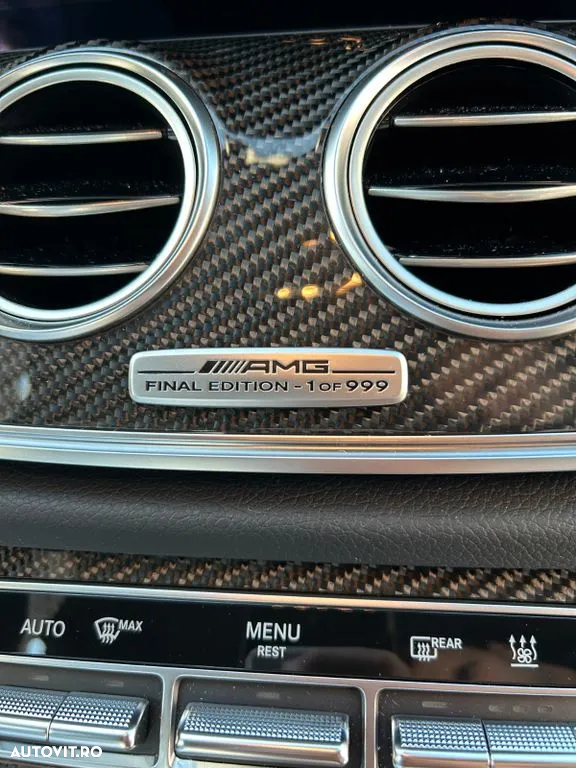 AMG
FINAL EDITION - 1 OF 999
AUTO MAX MENU REAR
REST
AUTOVIT.RO